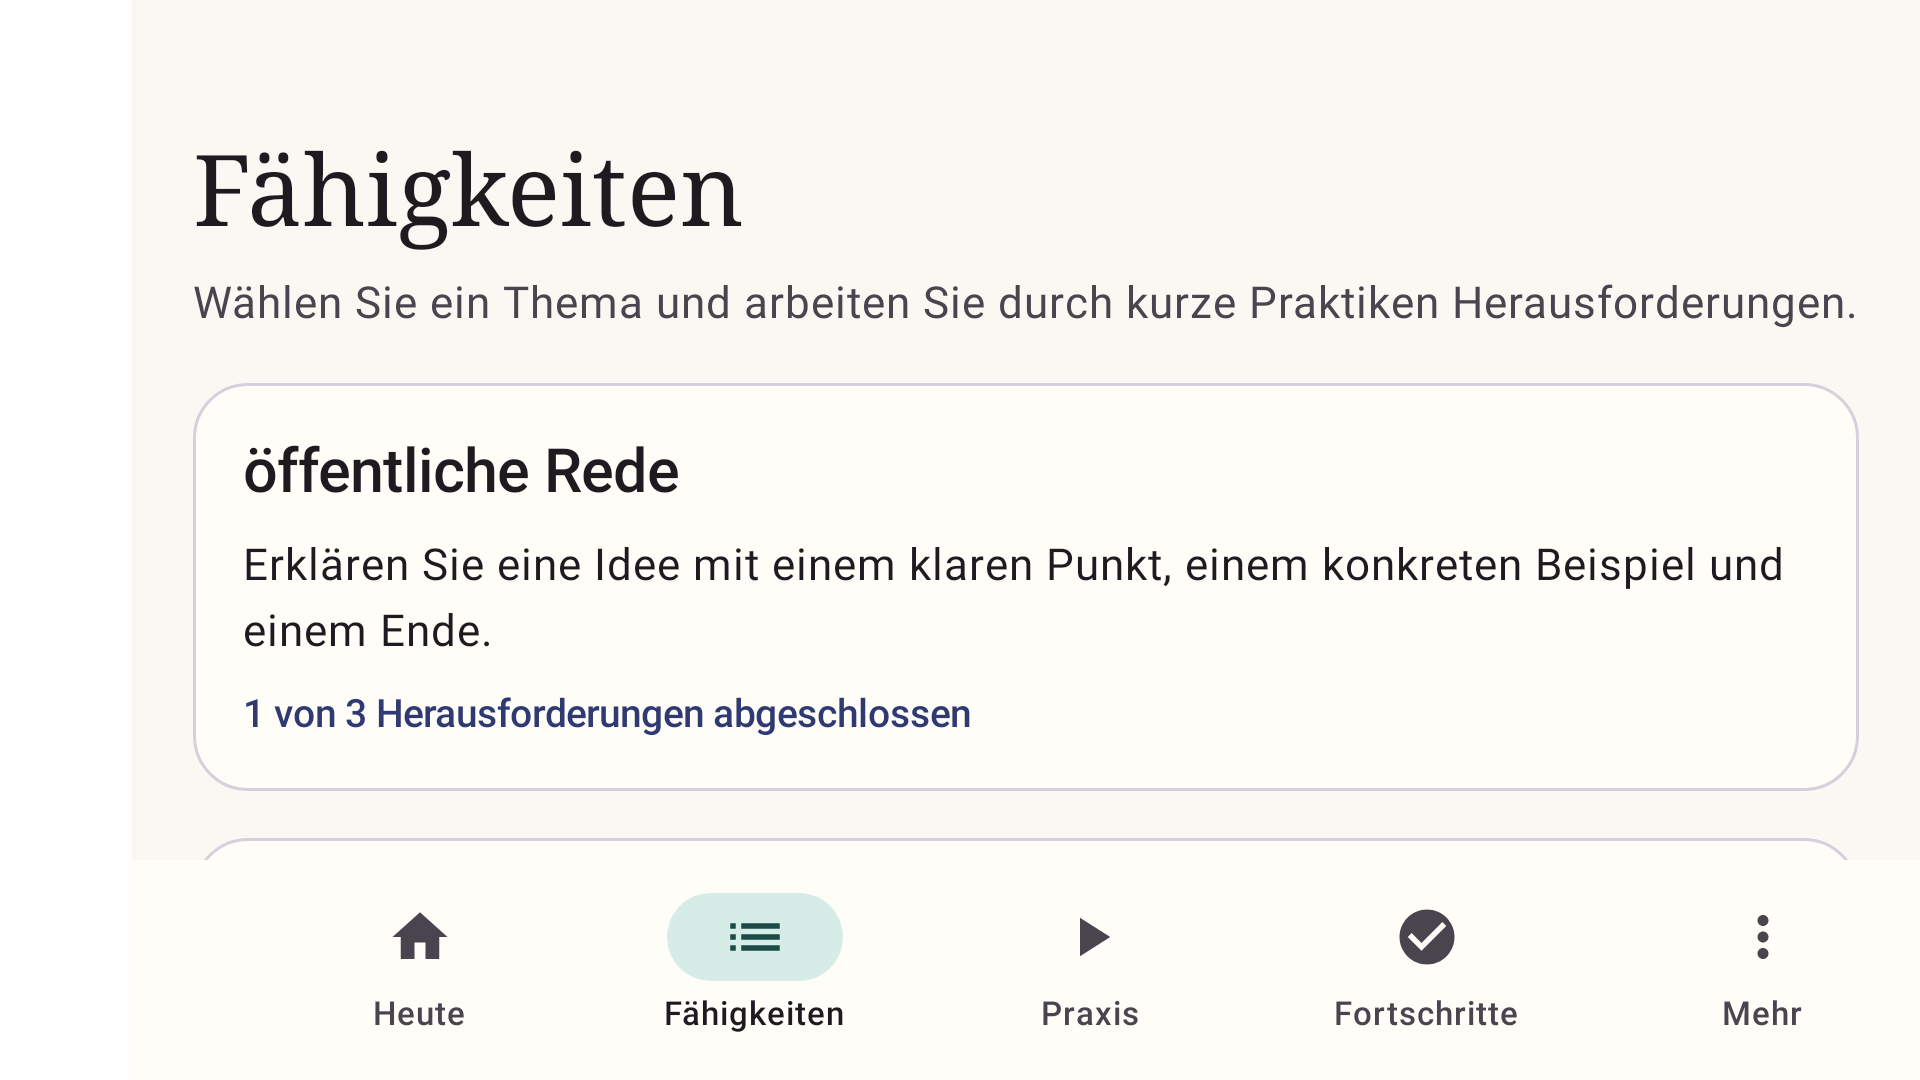 Fähigkeiten
Wählen Sie ein Thema und arbeiten Sie durch kurze Praktiken Herausforderungen.
öffentliche Rede
Erklären Sie eine Idee mit einem klaren Punkt, einem konkreten Beispiel und
einem Ende.
1 von 3 Herausforderungen abgeschlossen
Heute
Fähigkeiten
Praxis
Fortschritte
Mehr